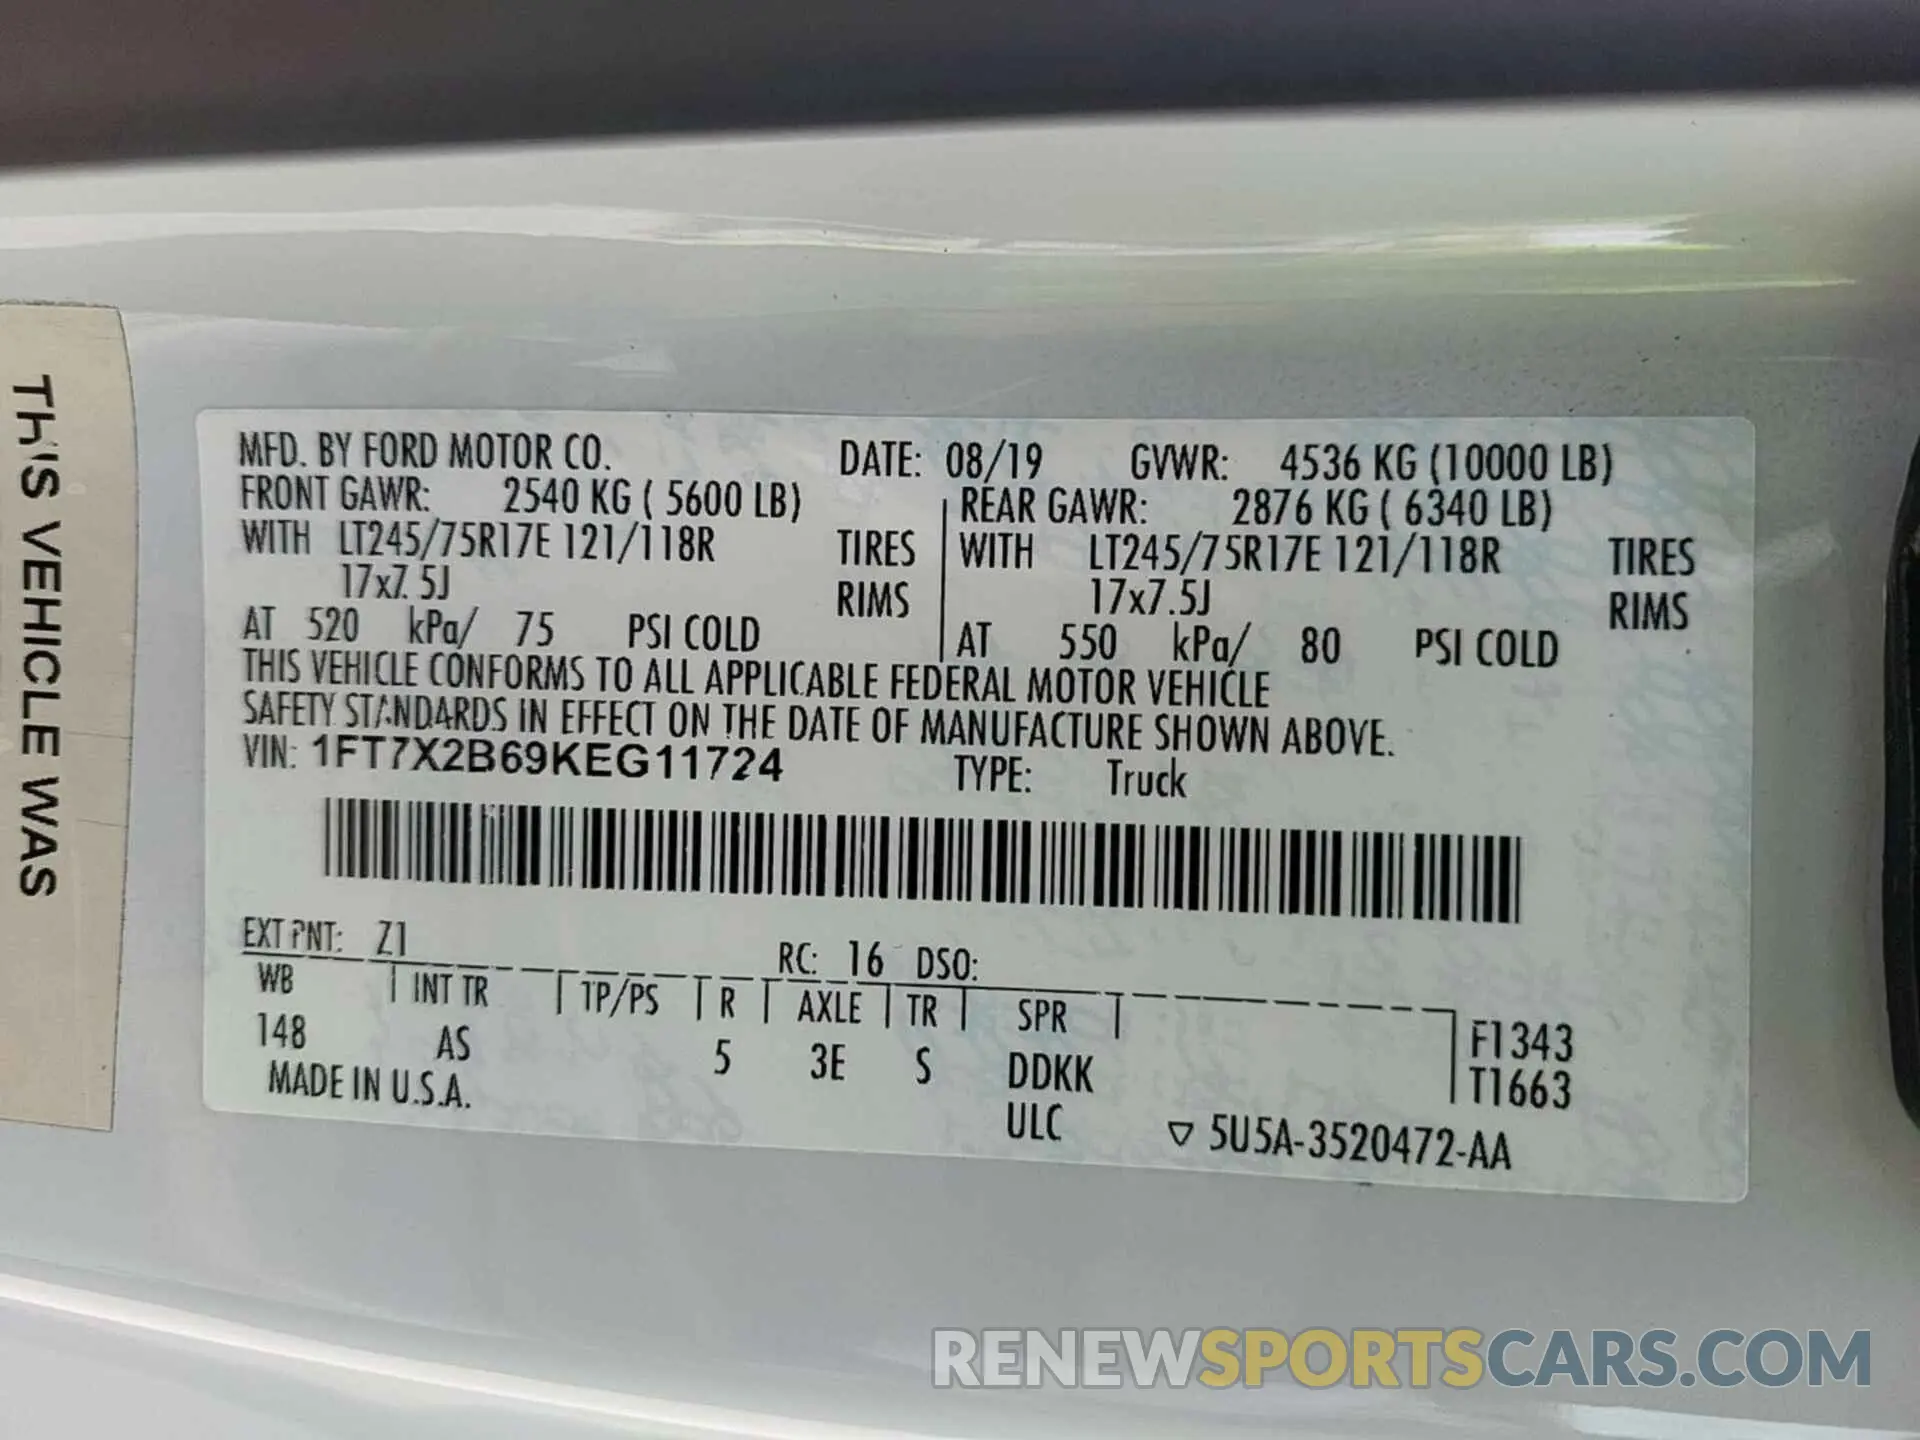 THIS VEHICLE WAS
MFD. BY FORD MOTOR CO. DATE: 08/19 GVWR: 4536 KG (10000 LB)
FRONT GAWR: 2540 KG ( 5600 LB) REAR GAWR: 2876 KG ( 6340 LB)
WITH LT245/75R17E 121/118R TIRES WITH LT245/75R17E 121/118R TIRES
17x7.5J RIMS 17x7.5J RIMS
AT 520 kPa/ 75 PSI COLD AT 550 kPa/ 80 PSI COLD
THIS VEHICLE CONFORMS TO ALL APPLICABLE FEDERAL MOTOR VEHICLE
SAFETY STANDARDS IN EFFECT ON THE DATE OF MANUFACTURE SHOWN ABOVE.
VIN: 1FT7X2B69KEG11724 TYPE: Truck
EXT PNT: Z1 RC: 16 DSO:
WB INT TR TP/PS R AXLE TR SPR
148 AS 5 3E S DDKK F1343
T1663
MADE IN U.S.A. ULC ▽ 5U5A-3520472-AA
RENEWSPORTSCARS.COM